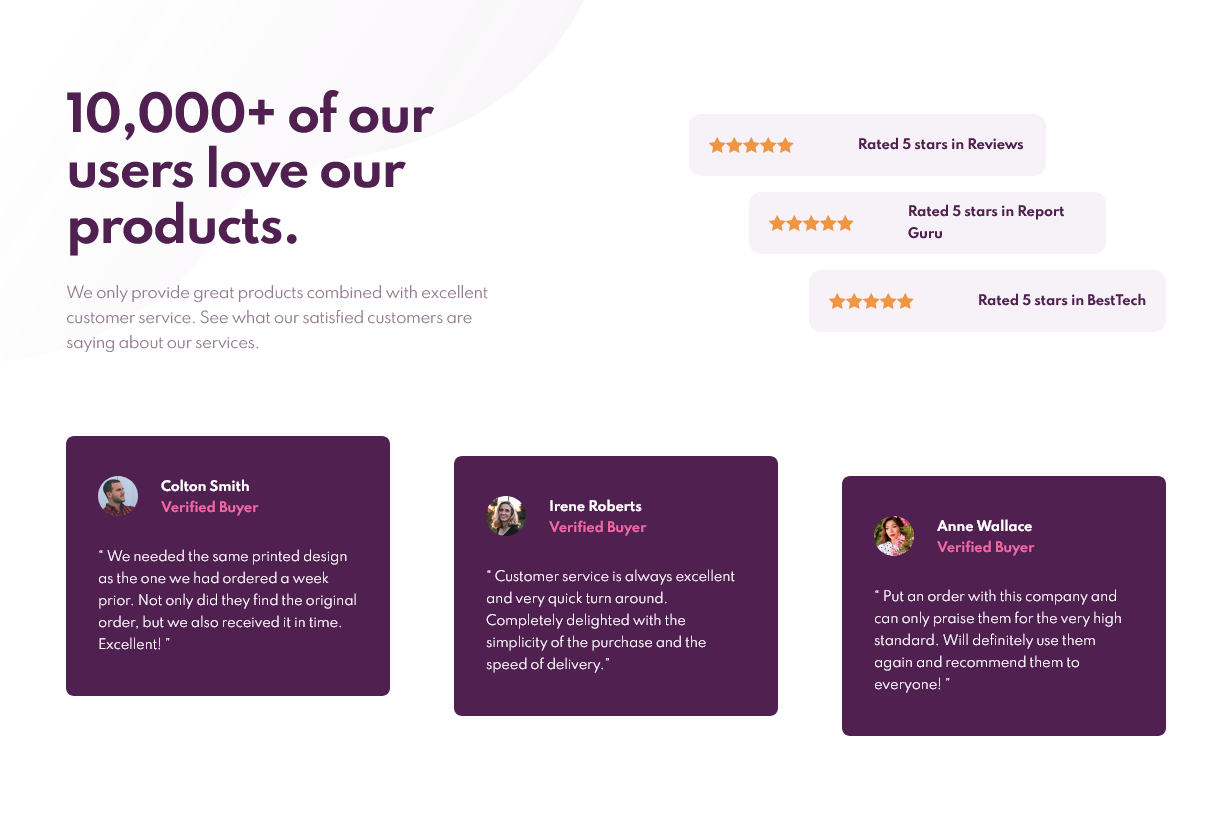 10,000+ of our
users love our
products.
We only provide great products combined with excellent
customer service. See what our satisfied customers are
saying about our services.
Rated 5 stars in Reviews
Rated 5 stars in Report
Guru
Rated 5 stars in BestTech
Colton Smith
Verified Buyer
“ We needed the same printed design
as the one we had ordered a week
prior. Not only did they find the original
order, but we also received it in time.
Excellent! ”
Irene Roberts
Verified Buyer
“ Customer service is always excellent
and very quick turn around.
Completely delighted with the
simplicity of the purchase and the
speed of delivery.”
Anne Wallace
Verified Buyer
“ Put an order with this company and
can only praise them for the very high
standard. Will definitely use them
again and recommend them to
everyone! ”